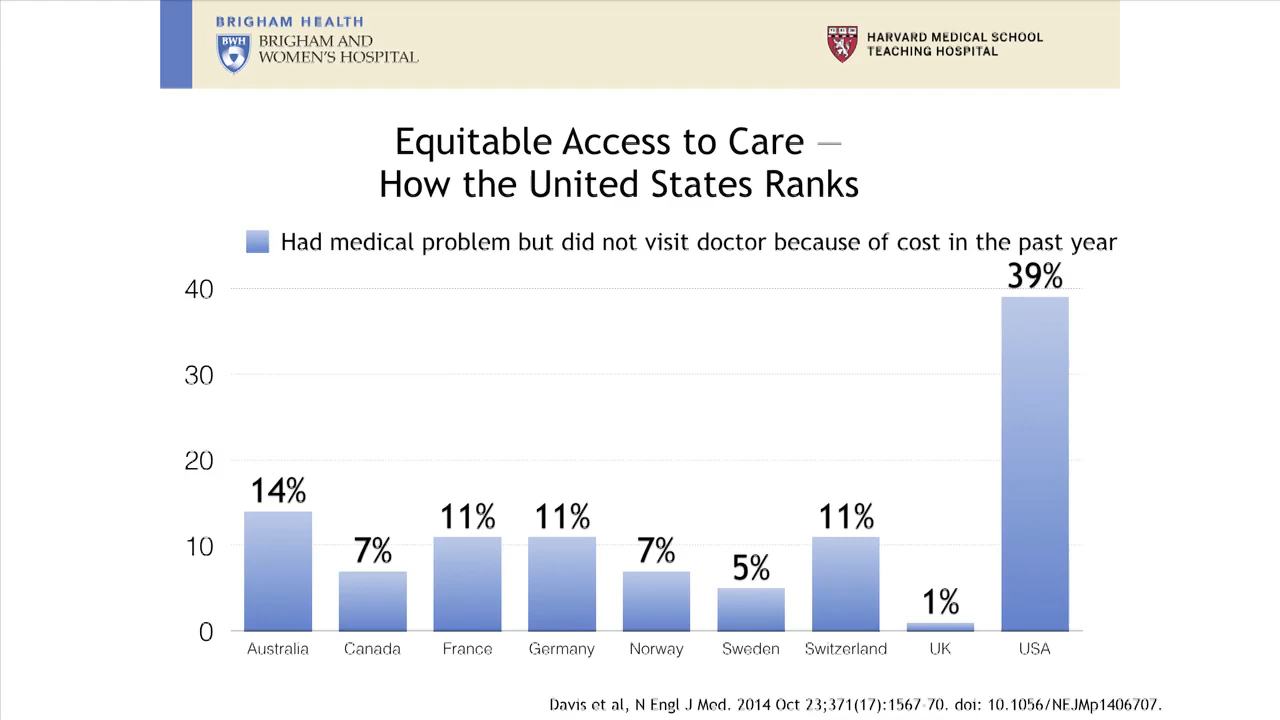 BRIGHAM HEALTH
BWH
BRIGHAM AND
WOMEN'S HOSPITAL
HARVARD MEDICAL SCHOOL
TEACHING HOSPITAL
Equitable Access to Care —
How the United States Ranks
Had medical problem but did not visit doctor because of cost in the past year
40
30
20
10
0
14%
7%
11%
11%
7%
5%
11%
1%
39%
Australia
Canada
France
Germany
Norway
Sweden
Switzerland
UK
USA
Davis et al, N Engl J Med. 2014 Oct 23;371(17):1567-70. doi: 10.1056/NEJMp1406707.